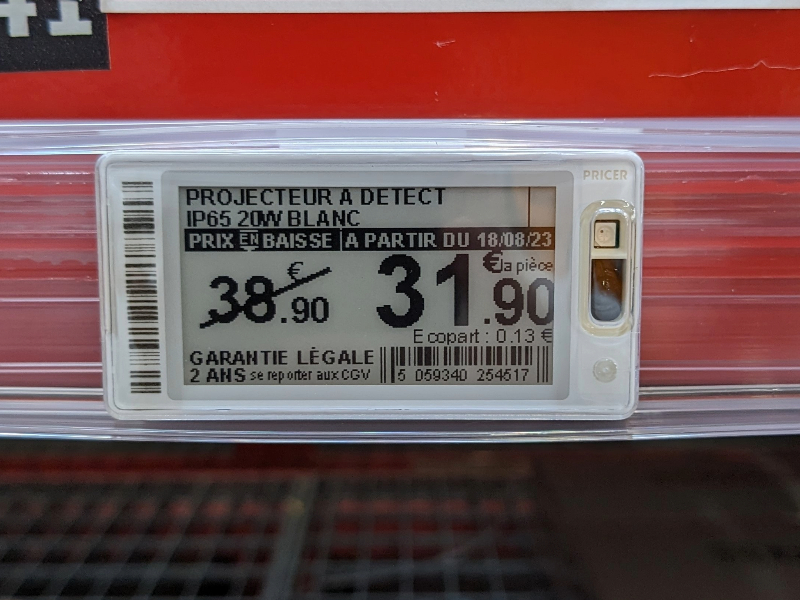 PRICER
PROJECTEUR A DETECT
IP65 20W BLANC
PRIX EN BAISSE A PARTIR DU 18/08/23
38€.90 31€.90 la pièce
Ecopart : 0.13 €
GARANTIE LÉGALE
2 ANS se reporter aux CGV
5 059340 254517